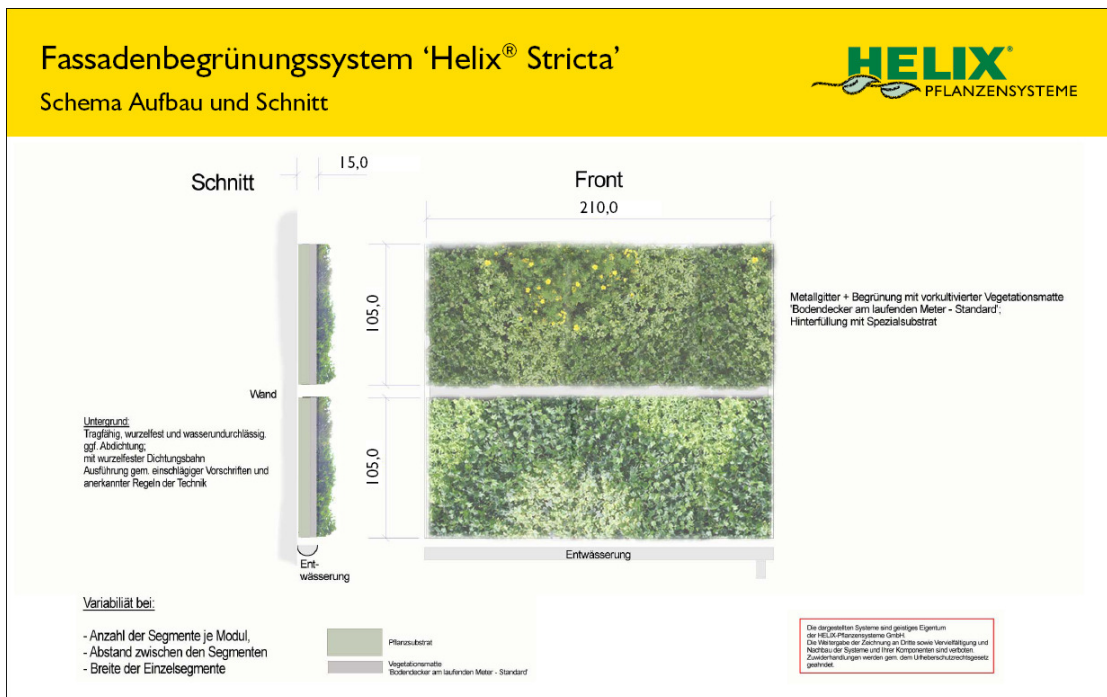 Fassadenbegrünungssystem ‘Helix® Stricta’
Schema Aufbau und Schnitt
HELIX®
PFLANZENSYSTEME
15,0
Schnitt
Front
210,0
105,0
105,0
Metallgitter + Begrünung mit vorkultivierter Vegetationsmatte
'Bodendecker am laufenden Meter - Standard';
Hinterfüllung mit Spezialsubstrat
Wand
Untergrund:
Tragfähig, wurzelfest und wasserundurchlässig.
ggf. Abdichtung;
mit wurzelfester Dichtungsbahn
Ausführung gem. einschlägiger Vorschriften und
anerkannter Regeln der Technik
Ent-
wässerung
Entwässerung
Variabiliät bei:
- Anzahl der Segmente je Modul,
- Abstand zwischen den Segmenten
- Breite der Einzelsegmente
Pflanzsubstrat
Vegetationsmatte
'Bodendecker am laufenden Meter - Standard'
Die dargestellten Systeme sind geistiges Eigentum
der HELIX-Pflanzensysteme GmbH.
Die Weitergabe der Zeichnung an Dritte sowie Vervielfältigung und
Nachbau der Systeme und Ihrer Komponenten sind verboten.
Zuwiderhandlungen werden gem. dem Urheberschutzrechtsgesetz
geahndet.